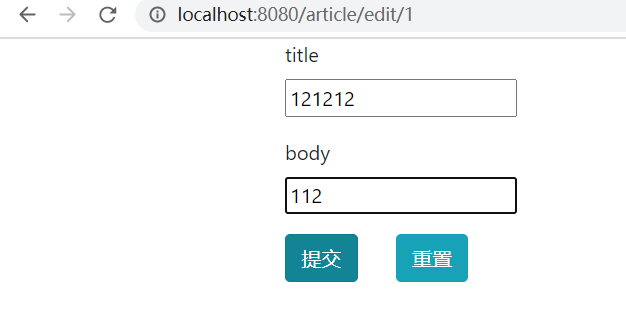 localhost:8080/article/edit/1
title
121212
body
112
提交 重置